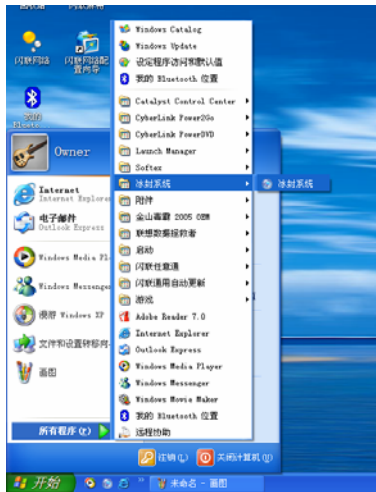 闪联网络
闪联网络配
置向导
我的
Owner
Internet
Internet Explorer
电子邮件
Outlook Express
Windows Media Pl
Windows Messenger
漫游 Windows XP
文件和设置转移向
画图
所有程序(P)
Windows Catalog
Windows Update
设定程序访问和默认值
我的 Bluetooth 位置
Catalyst Control Center
CyberLink Power2Go
CyberLink PowerDVD
Launch Manager
Softex
冰封系统
附件
金山毒霸 2005 OEM
联想数据拯救者
启动
闪联任意通
闪联通用自动更新
游戏
Adobe Reader 7.0
Internet Explorer
Outlook Express
Windows Media Player
Windows Messenger
Windows Movie Maker
我的 Bluetooth 位置
远程协助
冰封系统
注销(L)
关闭计算机(U)
开始
未命名 - 画图